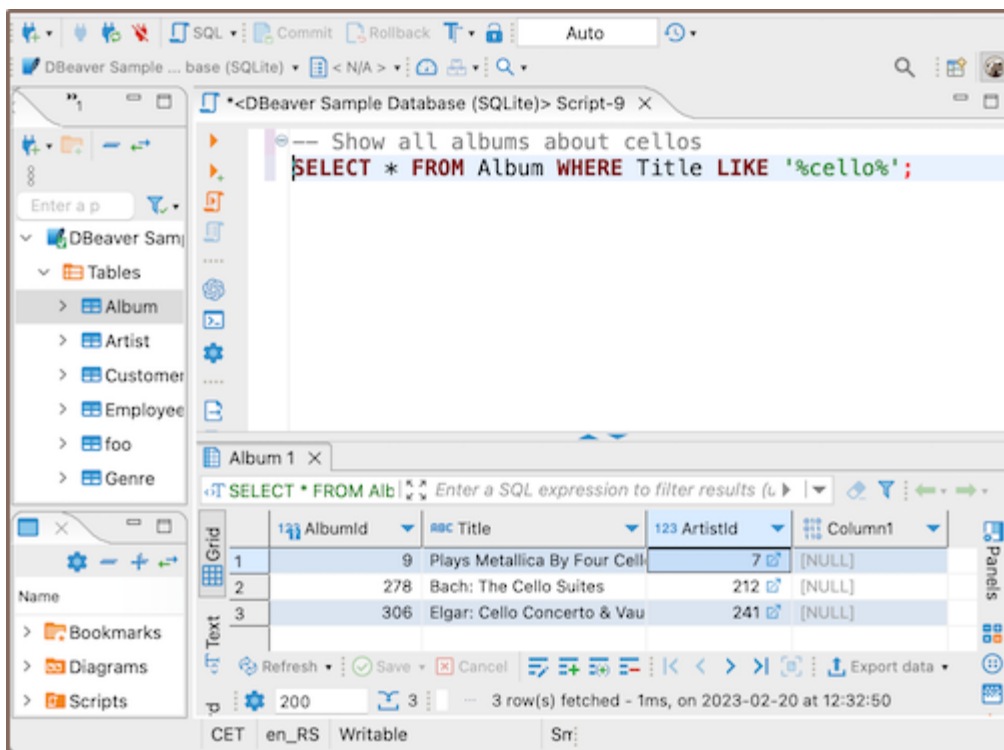 SQL Commit Rollback T Auto
DBeaver Sample ... base (SQLite) < N/A >
"1
*<DBeaver Sample Database (SQLite)> Script-9
-- Show all albums about cellos
SELECT * FROM Album WHERE Title LIKE '%cello%';
Enter a p
DBeaver Sam
Tables
Album
Artist
Customer
Employee
foo
Genre
Album 1
SELECT * FROM Alb Enter a SQL expression to filter results (
Grid
Text
123 AlbumId ABC Title 123 ArtistId Column1
1 9 Plays Metallica By Four Cell 7 [NULL]
2 278 Bach: The Cello Suites 212 [NULL]
3 306 Elgar: Cello Concerto & Vau 241 [NULL]
Panels
Name
Bookmarks
Diagrams
Scripts
Refresh Save Cancel Export data
200 3 3 row(s) fetched - 1ms, on 2023-02-20 at 12:32:50
CET en_RS Writable